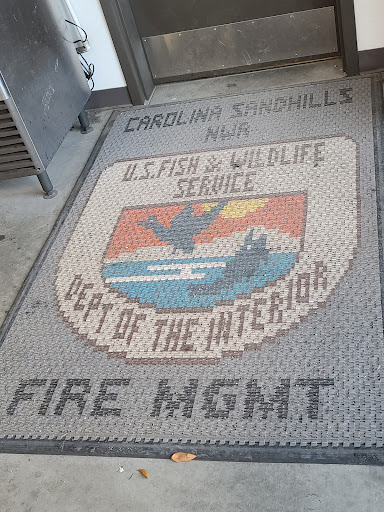 CAROLINA SANDHILLS
NWR
U.S. FISH & WILDLIFE
SERVICE
DEPT OF THE INTERIOR
FIRE MGMT